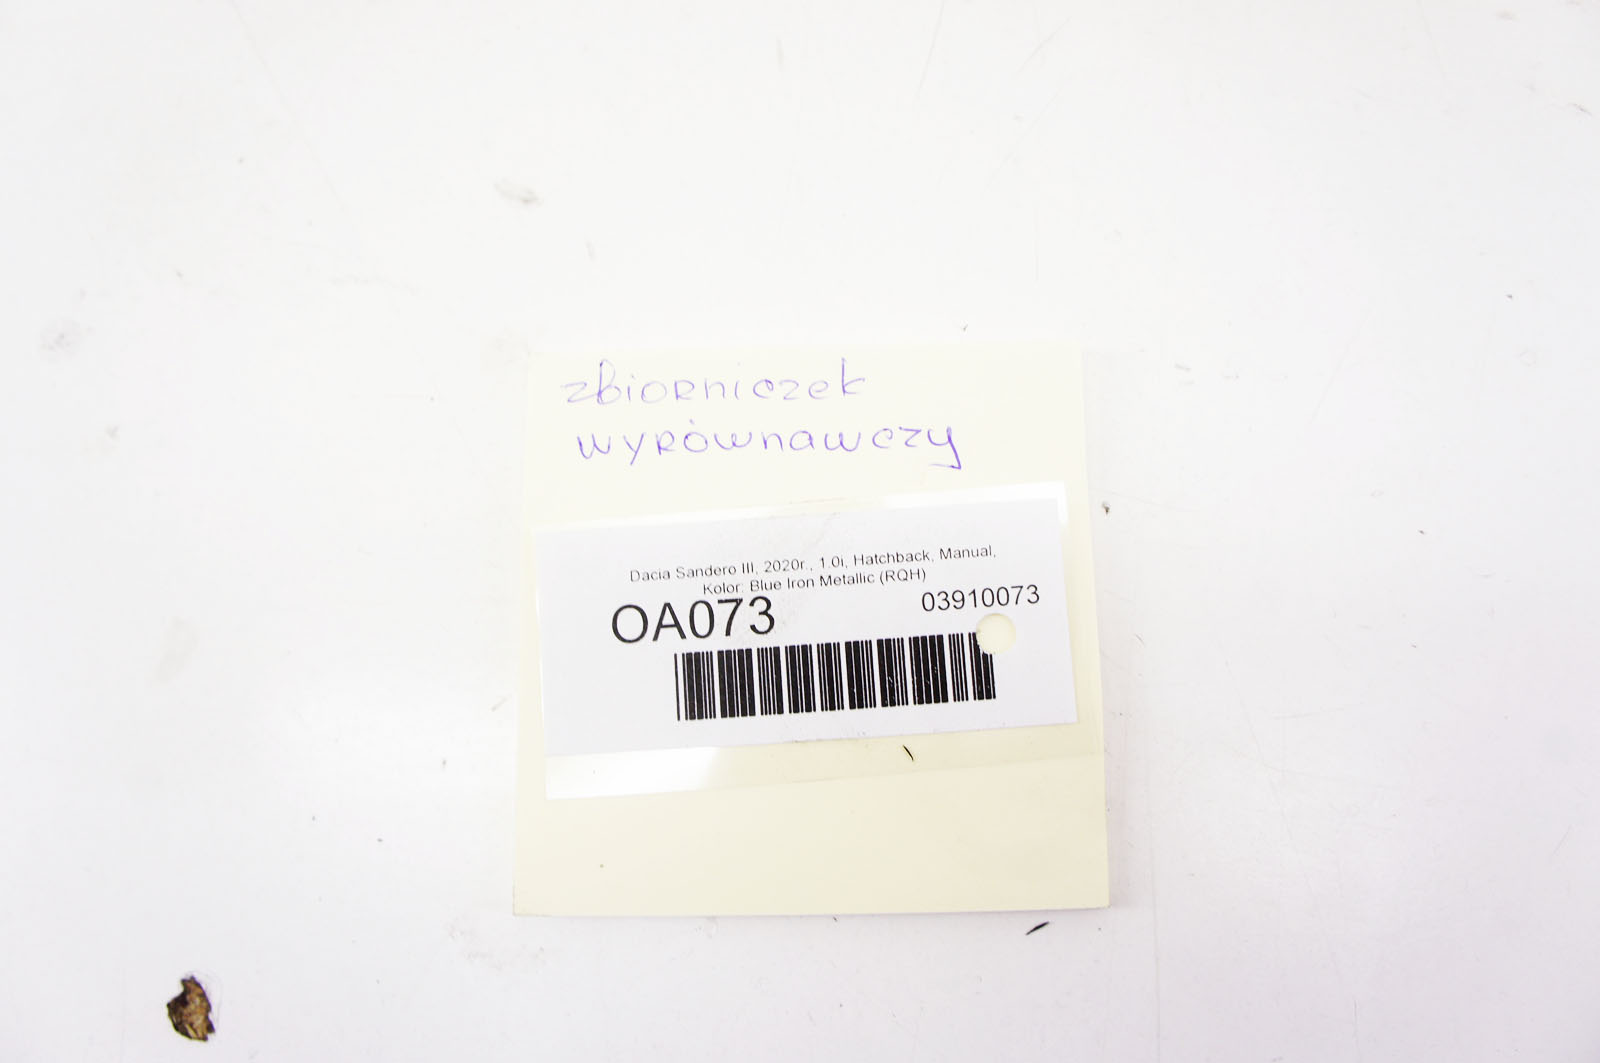 zbiorniczek
wyrównawczy
Dacia Sandero III, 2020r., 1.0i, Hatchback, Manual,
Kolor: Blue Iron Metallic (RQH)
OA073 03910073